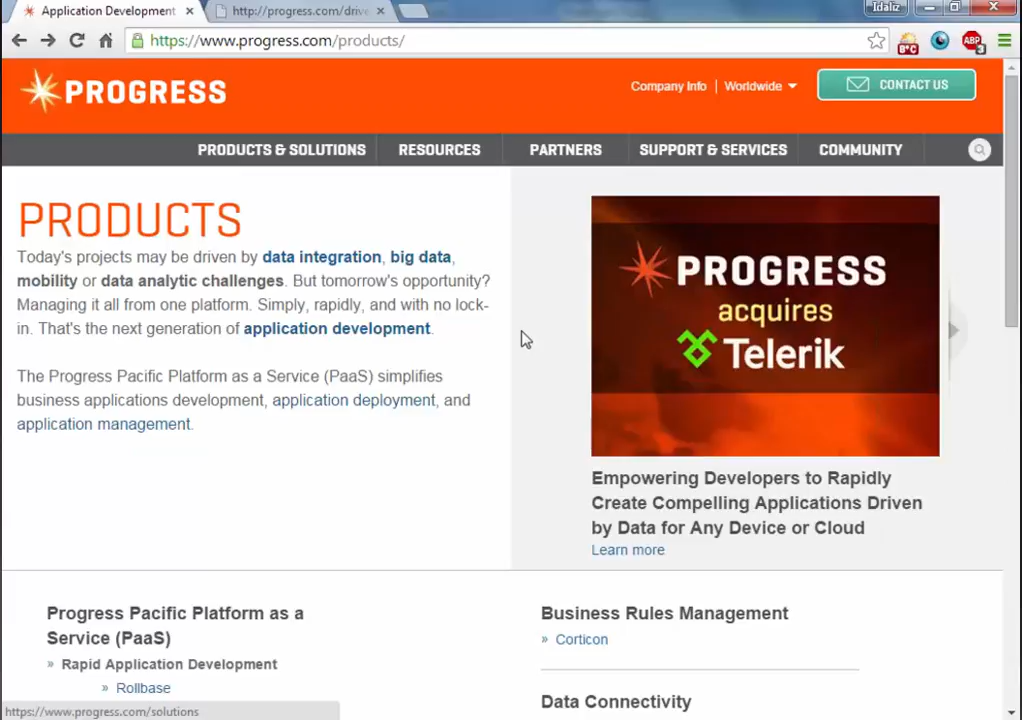 Application Development
http://progress.com/drive
Idaliz
https://www.progress.com/products/
8°C
ABP
3
PROGRESS
Company Info | Worldwide
CONTACT US
PRODUCTS & SOLUTIONS
RESOURCES
PARTNERS
SUPPORT & SERVICES
COMMUNITY
PRODUCTS
Today's projects may be driven by data integration, big data,
mobility or data analytic challenges. But tomorrow's opportunity?
Managing it all from one platform. Simply, rapidly, and with no lock-
in. That's the next generation of application development.
The Progress Pacific Platform as a Service (PaaS) simplifies
business applications development, application deployment, and
application management.
PROGRESS
acquires
Telerik
Empowering Developers to Rapidly
Create Compelling Applications Driven
by Data for Any Device or Cloud
Learn more
Progress Pacific Platform as a
Service (PaaS)
» Rapid Application Development
» Rollbase
Business Rules Management
» Corticon
Data Connectivity
https://www.progress.com/solutions